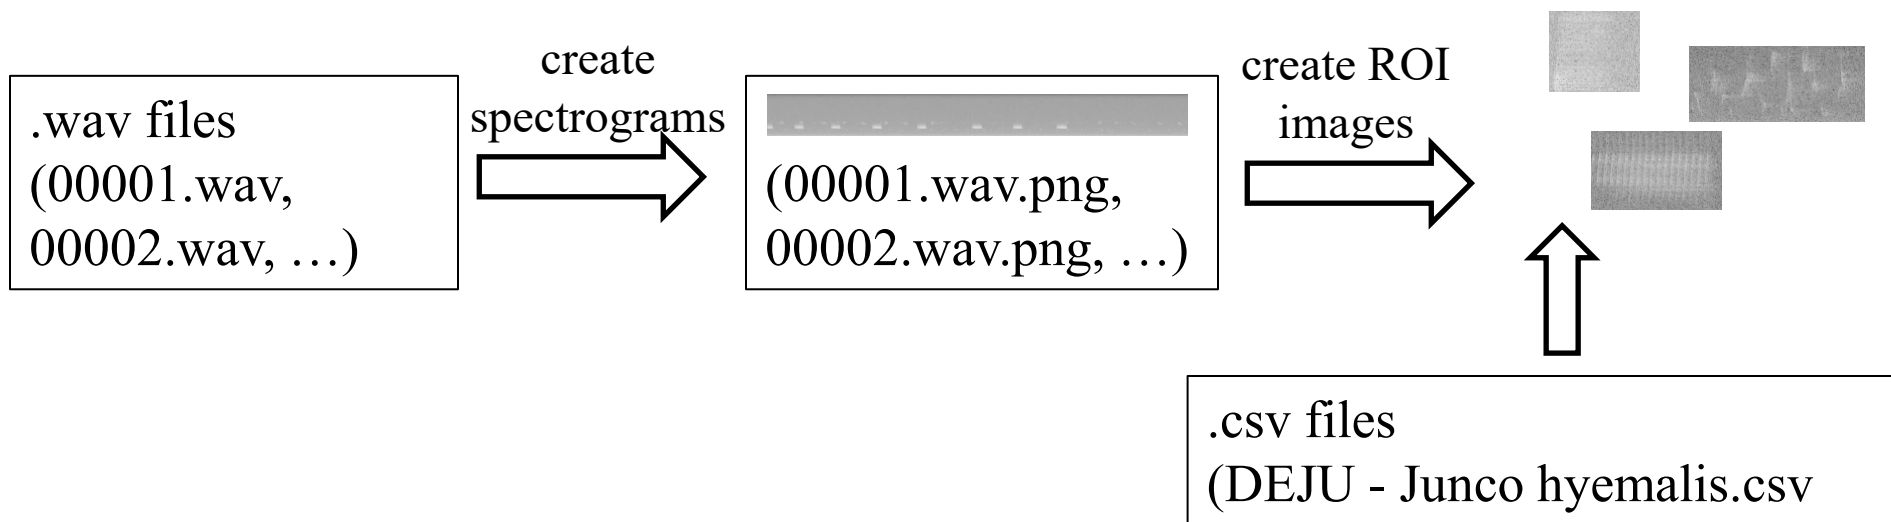 .wav files
(00001.wav,
00002.wav, …)
create
spectrograms
(00001.wav.png,
00002.wav.png, …)
create ROI
images
.csv files
(DEJU - Junco hyemalis.csv